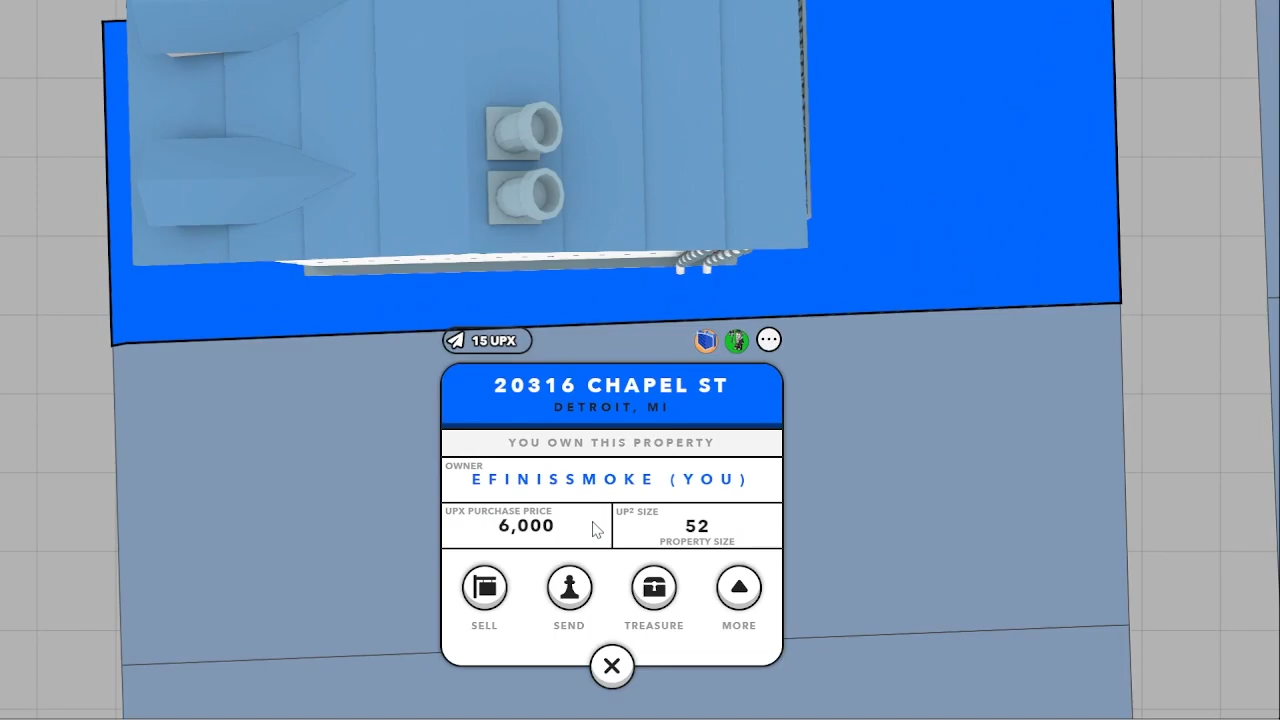 15 UPX
20316 CHAPEL ST
DETROIT, MI
YOU OWN THIS PROPERTY
OWNER
EFINISSMOKE (YOU)
UPX PURCHASE PRICE
6,000
UP² SIZE
52
PROPERTY SIZE
SELL
SEND
TREASURE
MORE